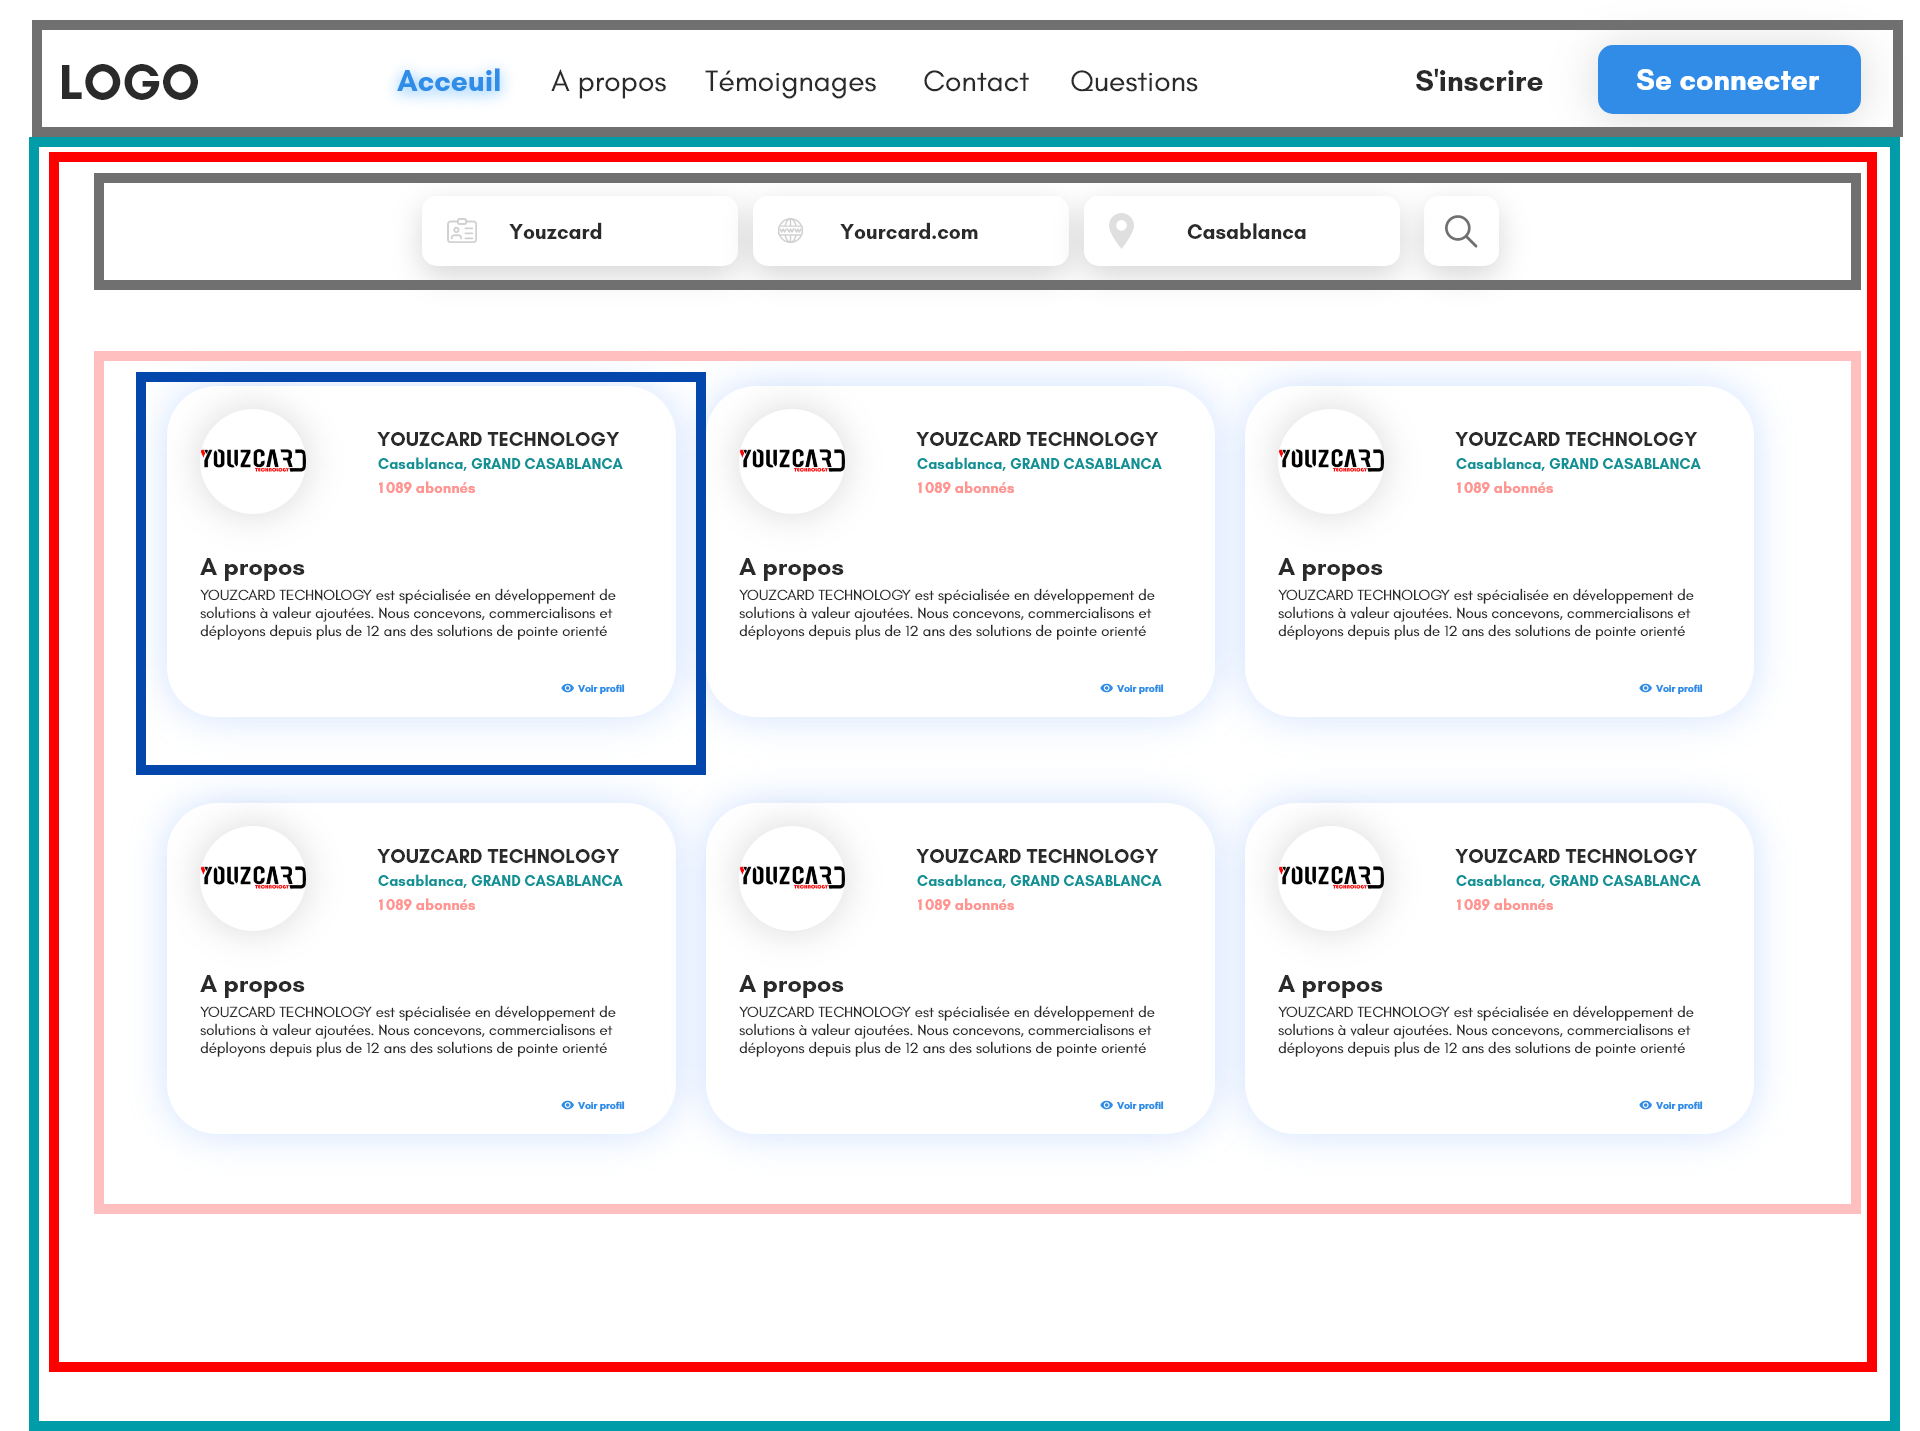 LOGO Acceuil A propos Témoignages Contact Questions S'inscrire Se connecter
Youzcard Yourcard.com Casablanca
YOUZCARD TECHNOLOGY
YOUZCARD TECHNOLOGY
Casablanca, GRAND CASABLANCA
1 089 abonnés
A propos
YOUZCARD TECHNOLOGY est spécialisée en développement de
solutions à valeur ajoutées. Nous concevons, commercialisons et
déployons depuis plus de 12 ans des solutions de pointe orienté
Voir profil
YOUZCARD TECHNOLOGY
YOUZCARD TECHNOLOGY
Casablanca, GRAND CASABLANCA
1 089 abonnés
A propos
YOUZCARD TECHNOLOGY est spécialisée en développement de
solutions à valeur ajoutées. Nous concevons, commercialisons et
déployons depuis plus de 12 ans des solutions de pointe orienté
Voir profil
YOUZCARD TECHNOLOGY
YOUZCARD TECHNOLOGY
Casablanca, GRAND CASABLANCA
1 089 abonnés
A propos
YOUZCARD TECHNOLOGY est spécialisée en développement de
solutions à valeur ajoutées. Nous concevons, commercialisons et
déployons depuis plus de 12 ans des solutions de pointe orienté
Voir profil
YOUZCARD TECHNOLOGY
YOUZCARD TECHNOLOGY
Casablanca, GRAND CASABLANCA
1 089 abonnés
A propos
YOUZCARD TECHNOLOGY est spécialisée en développement de
solutions à valeur ajoutées. Nous concevons, commercialisons et
déployons depuis plus de 12 ans des solutions de pointe orienté
Voir profil
YOUZCARD TECHNOLOGY
YOUZCARD TECHNOLOGY
Casablanca, GRAND CASABLANCA
1 089 abonnés
A propos
YOUZCARD TECHNOLOGY est spécialisée en développement de
solutions à valeur ajoutées. Nous concevons, commercialisons et
déployons depuis plus de 12 ans des solutions de pointe orienté
Voir profil
YOUZCARD TECHNOLOGY
YOUZCARD TECHNOLOGY
Casablanca, GRAND CASABLANCA
1 089 abonnés
A propos
YOUZCARD TECHNOLOGY est spécialisée en développement de
solutions à valeur ajoutées. Nous concevons, commercialisons et
déployons depuis plus de 12 ans des solutions de pointe orienté
Voir profil